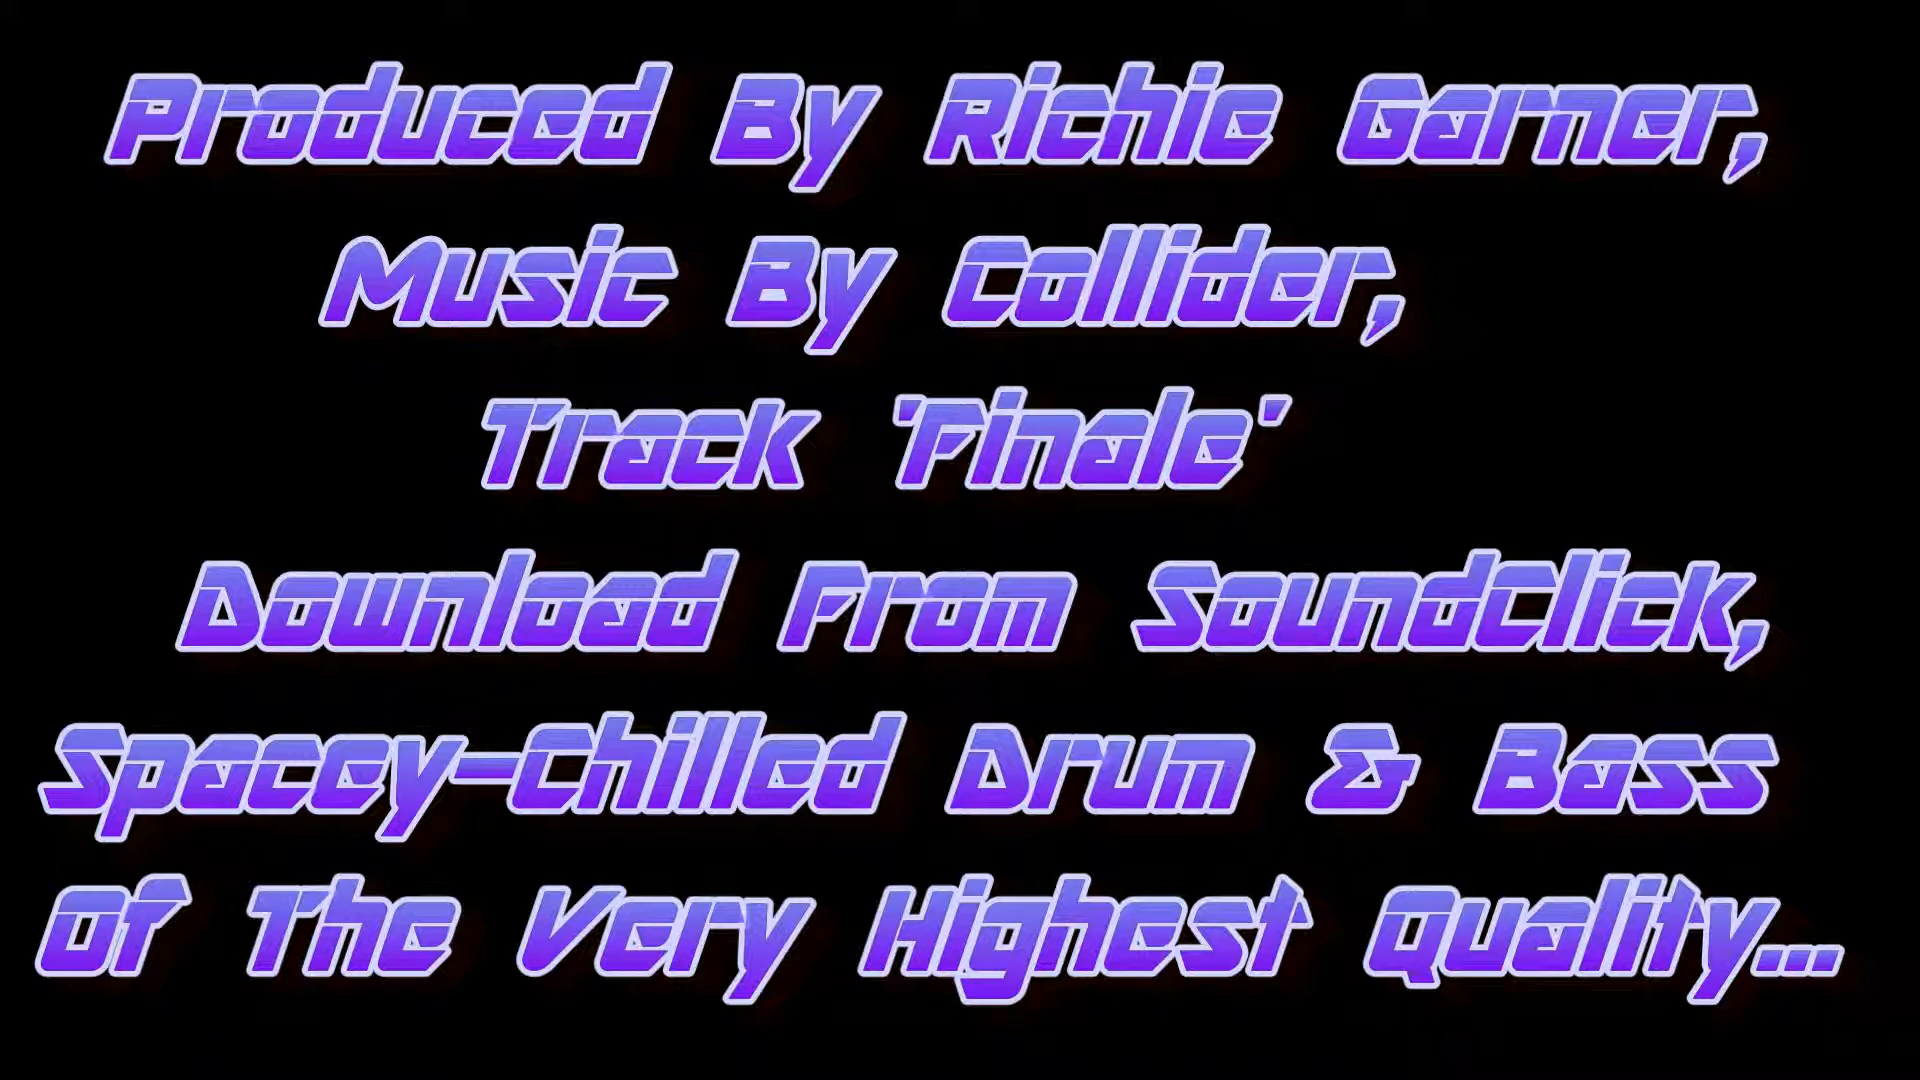 Produced By Richie Garner,
Music By Collider,
Track 'Finale'
Download From SoundClick,
Spacey-Chilled Drum & Bass
Of The Very Highest Quality...